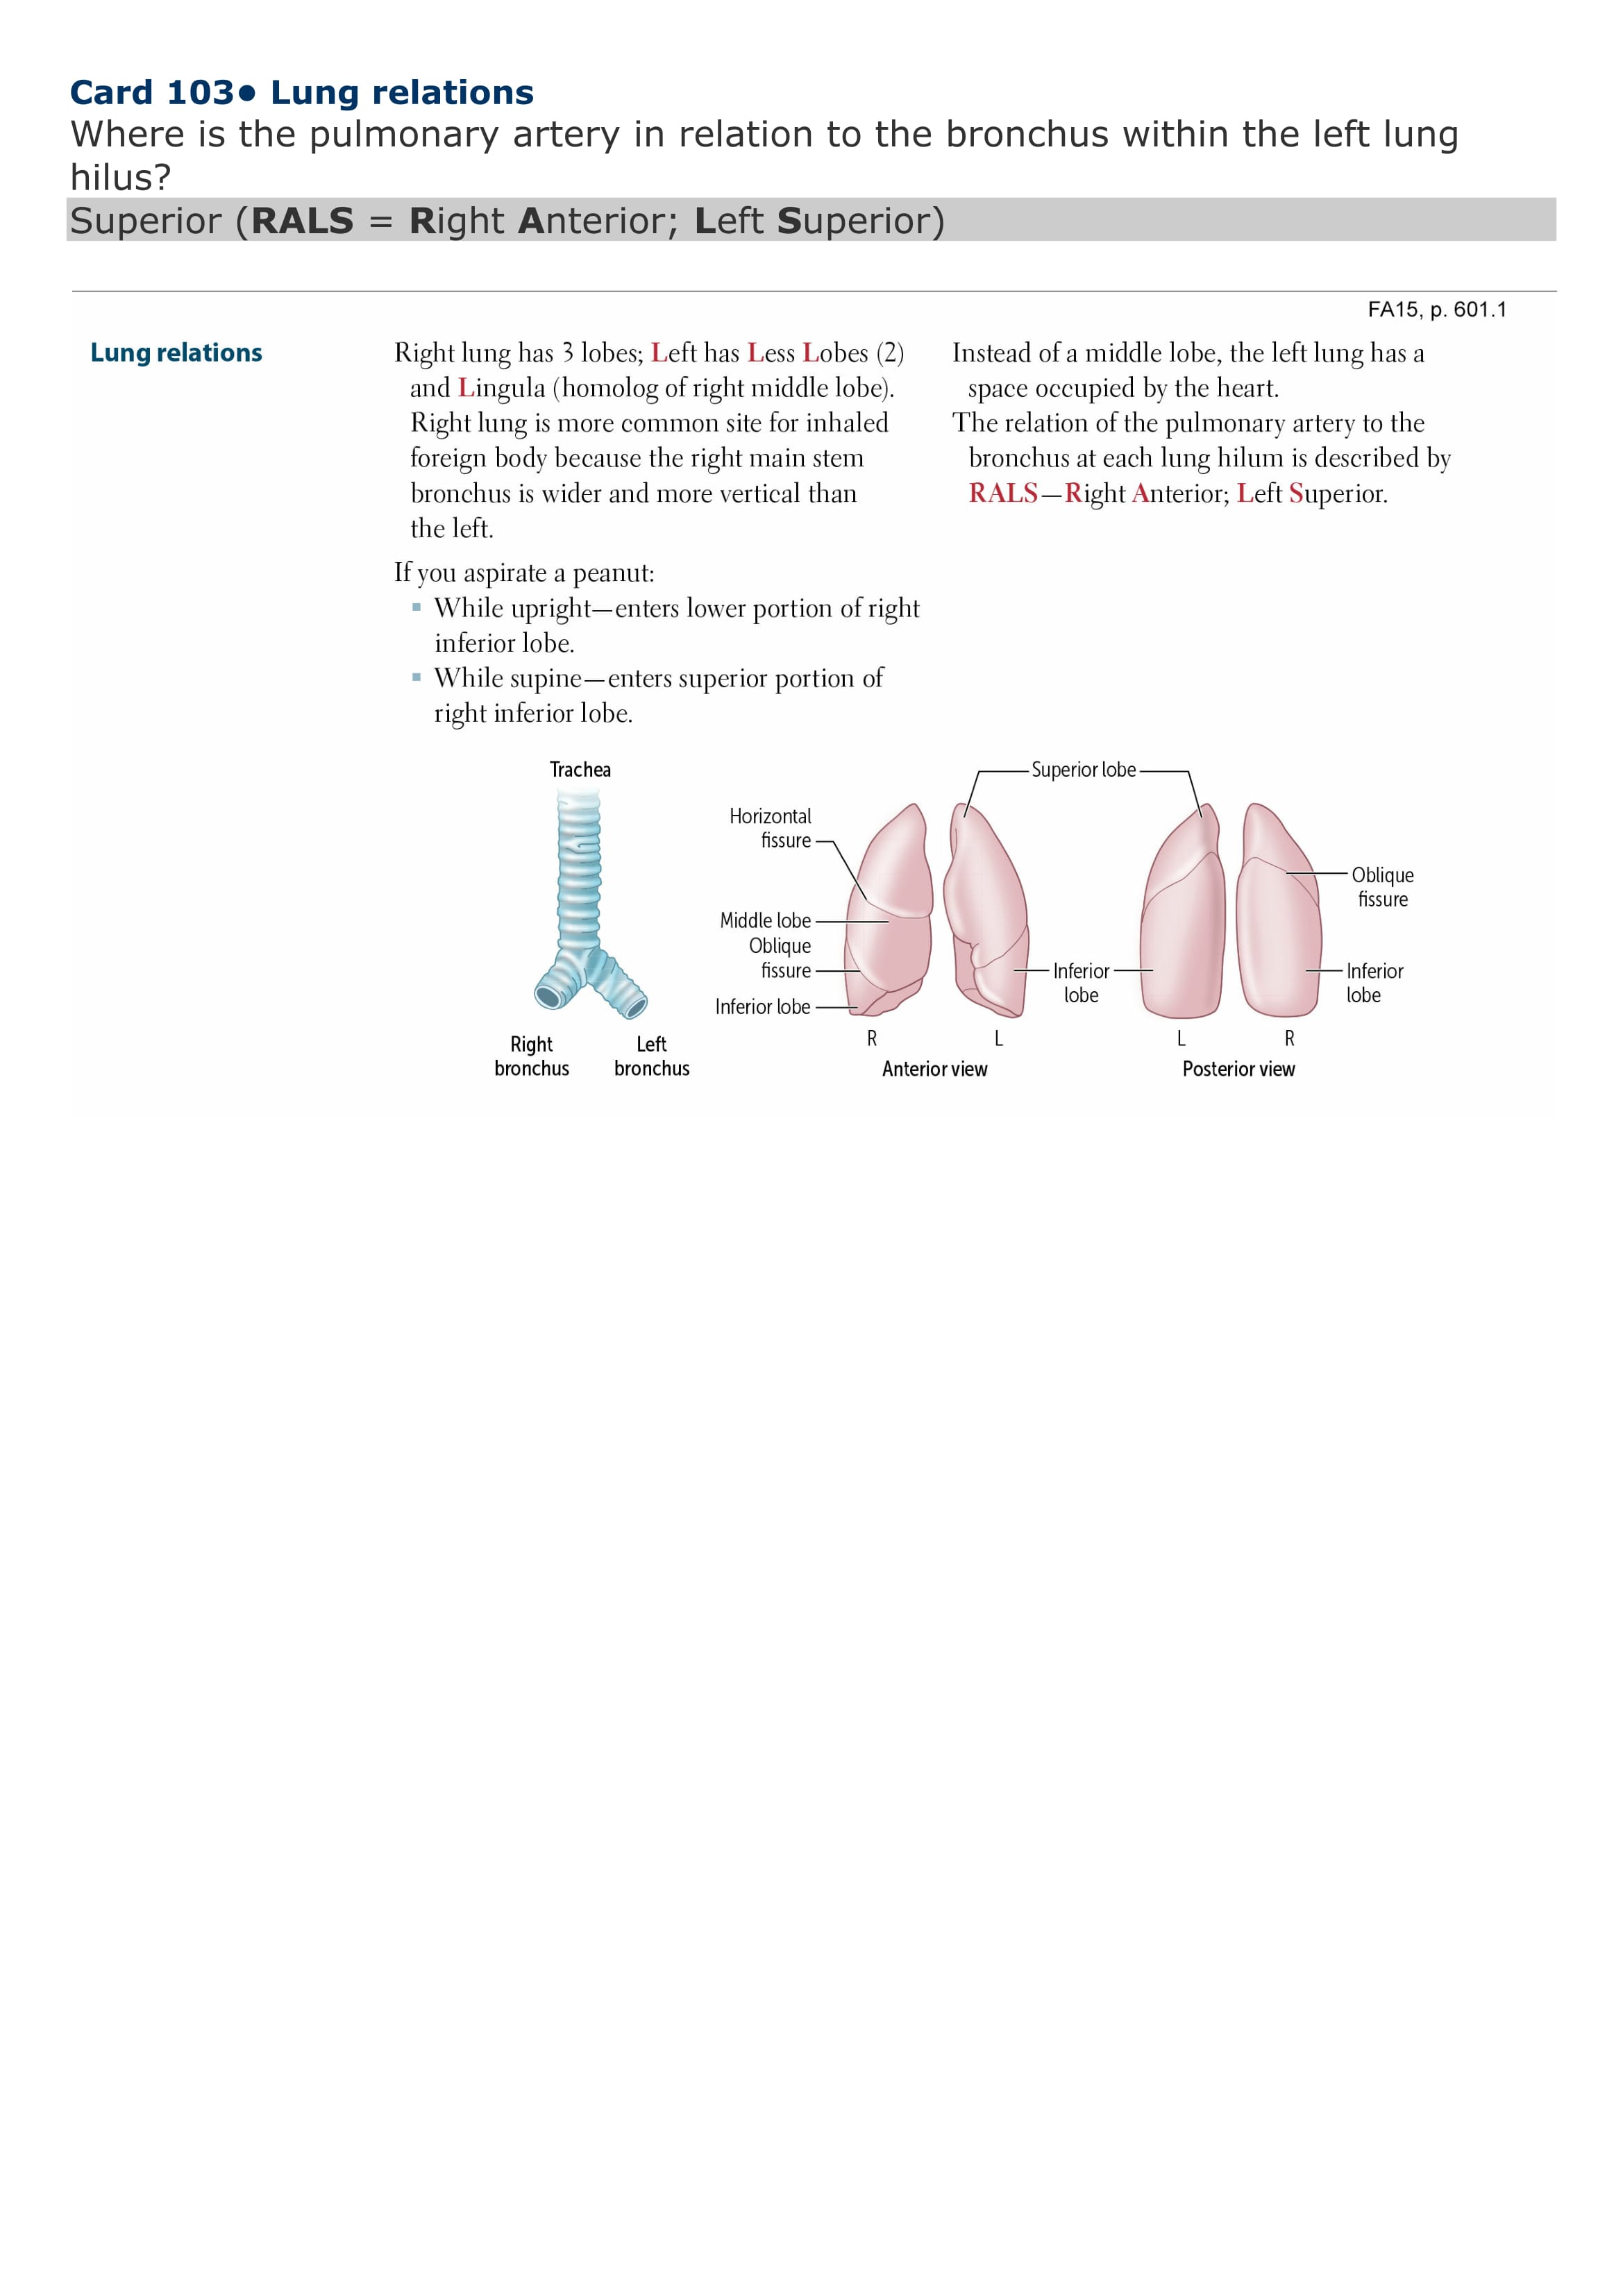 Card 103• Lung relations
Where is the pulmonary artery in relation to the bronchus within the left lung
hilus?
Superior (RALS = Right Anterior; Left Superior)
FA15, p. 601.1
Lung relations
Right lung has 3 lobes; Left has Less Lobes (2)
and Lingula (homolog of right middle lobe).
Right lung is more common site for inhaled
foreign body because the right main stem
bronchus is wider and more vertical than
the left.
If you aspirate a peanut:
▪ While upright—enters lower portion of right
inferior lobe.
▪ While supine—enters superior portion of
right inferior lobe.
Instead of a middle lobe, the left lung has a
space occupied by the heart.
The relation of the pulmonary artery to the
bronchus at each lung hilum is described by
RALS—Right Anterior; Left Superior.
Trachea
Right
bronchus
Left
bronchus
Horizontal
fissure
Middle lobe
Oblique
fissure
Inferior lobe
Superior lobe
Inferior
lobe
R
L
Anterior view
Oblique
fissure
Inferior
lobe
L
R
Posterior view